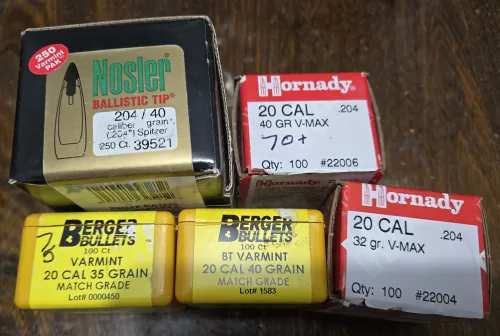 250
Varmint
PAK™
Nosler
BALLISTIC TIP®
204 / 40
caliber grain
(.204") Spitzer
250 Ct. 39521
Hornady®
20 CAL .204
40 GR V-MAX
70+
Qty: 100 #22006
Hornady
Hornady
20 CAL .204
32 gr. V-MAX
Qty: 100 #22004
BERGER
BULLETS
100 Ct
VARMINT
20 CAL 35 GRAIN
MATCH GRADE
Lot# 0000450
BERGER
BULLETS
100 Ct
BT VARMINT
20 CAL 40 GRAIN
MATCH GRADE
Lot# 1583